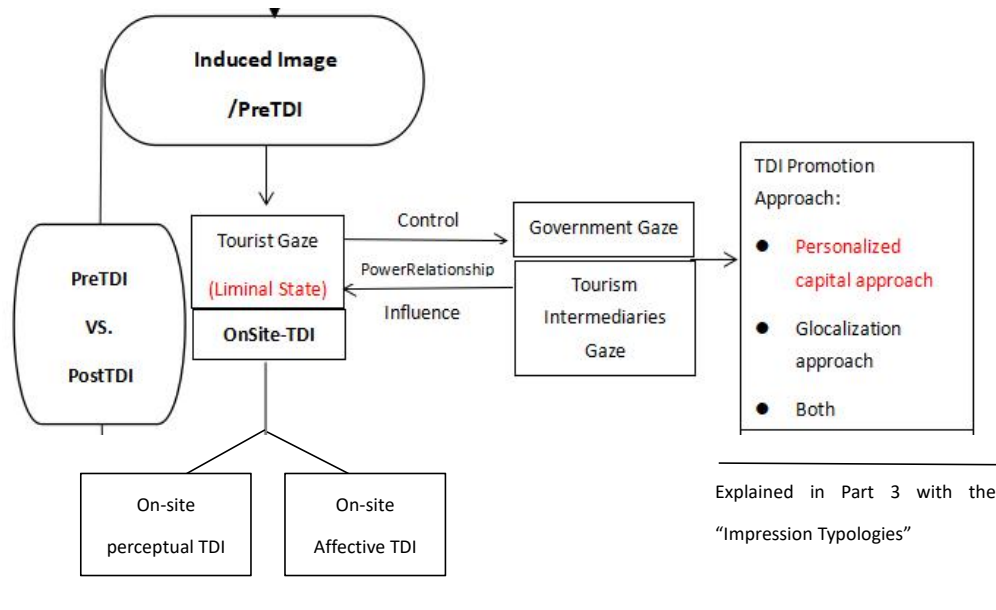 Induced Image
/PreTDI
Tourist Gaze
(Liminal State)
OnSite-TDI
Control
PowerRelationship
Influence
Government Gaze
Tourism
Intermediaries
Gaze
TDI Promotion
Approach:
● Personalized
capital approach
● Glocalization
approach
● Both
PreTDI
VS.
PostTDI
On-site
perceptual TDI
On-site
Affective TDI
Explained in Part 3 with the
“Impression Typologies”